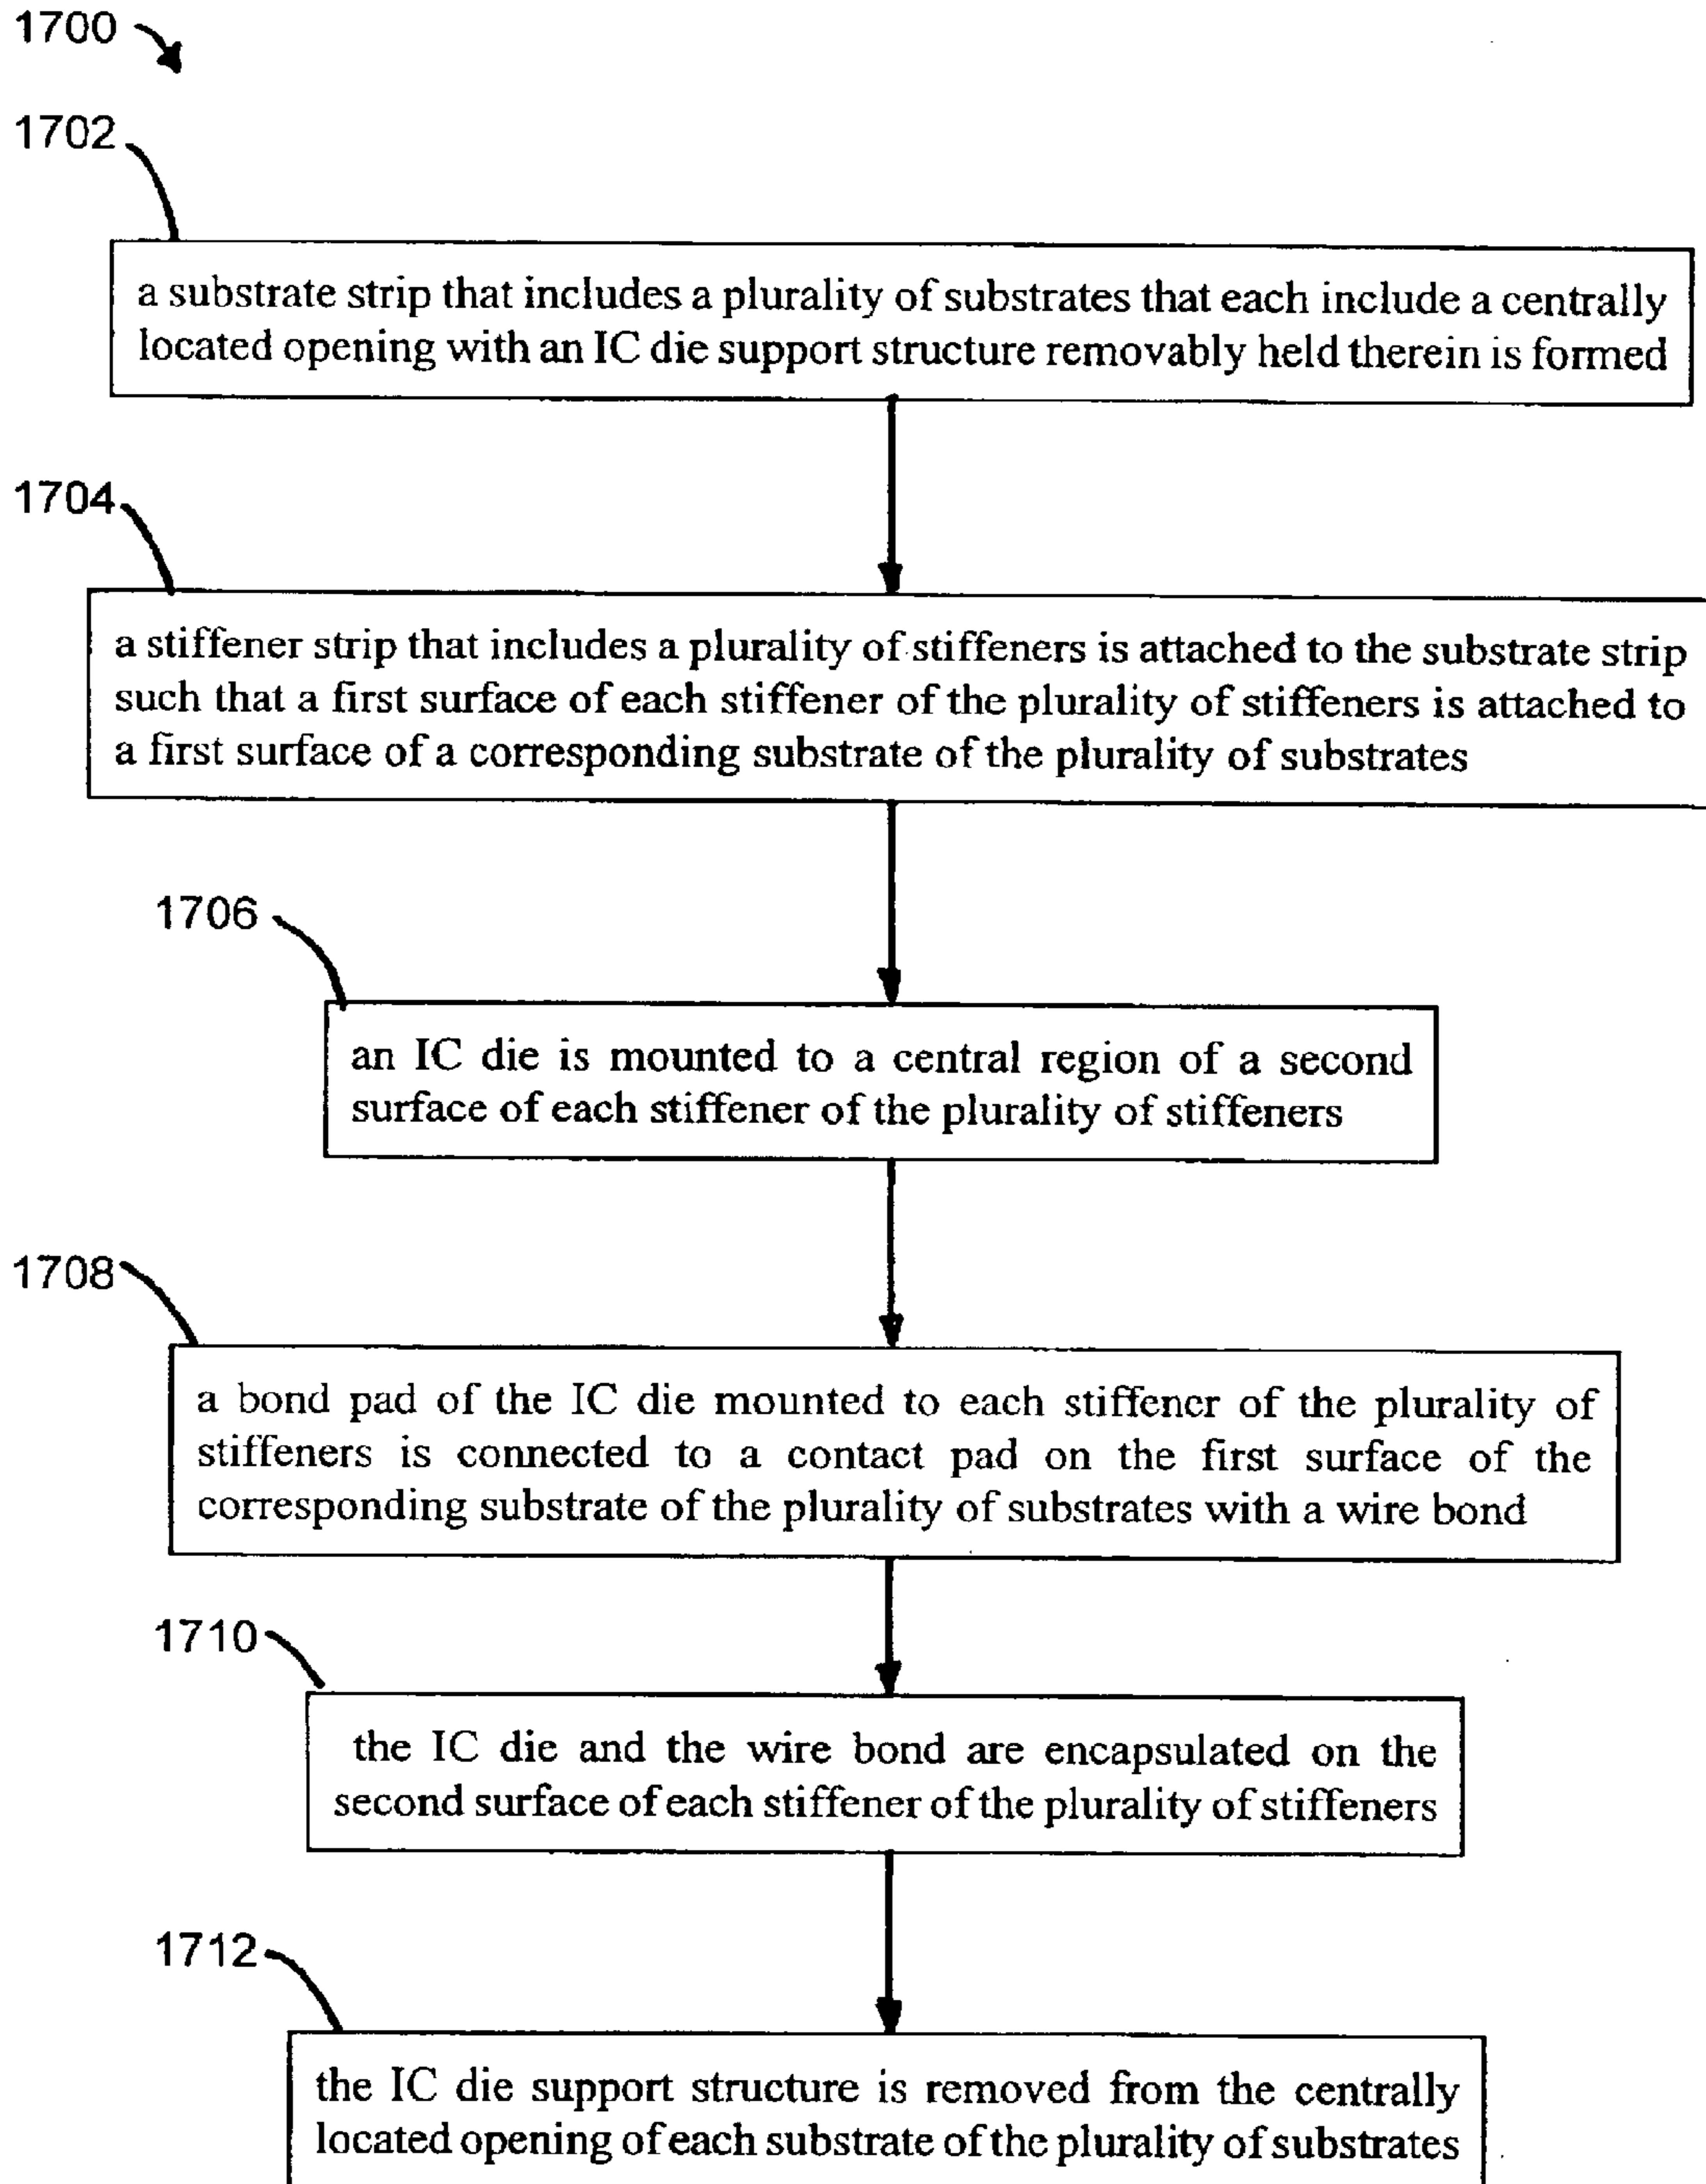 1700
1702
a substrate strip that includes a plurality of substrates that each include a centrally
located opening with an IC die support structure removably held therein is formed
1704
a stiffener strip that includes a plurality of stiffeners is attached to the substrate strip
such that a first surface of each stiffener of the plurality of stiffeners is attached to
a first surface of a corresponding substrate of the plurality of substrates
1706
an IC die is mounted to a central region of a second
surface of each stiffener of the plurality of stiffeners
1708
a bond pad of the IC die mounted to each stiffener of the plurality of
stiffeners is connected to a contact pad on the first surface of the
corresponding substrate of the plurality of substrates with a wire bond
1710
the IC die and the wire bond are encapsulated on the
second surface of each stiffener of the plurality of stiffeners
1712
the IC die support structure is removed from the centrally
located opening of each substrate of the plurality of substrates